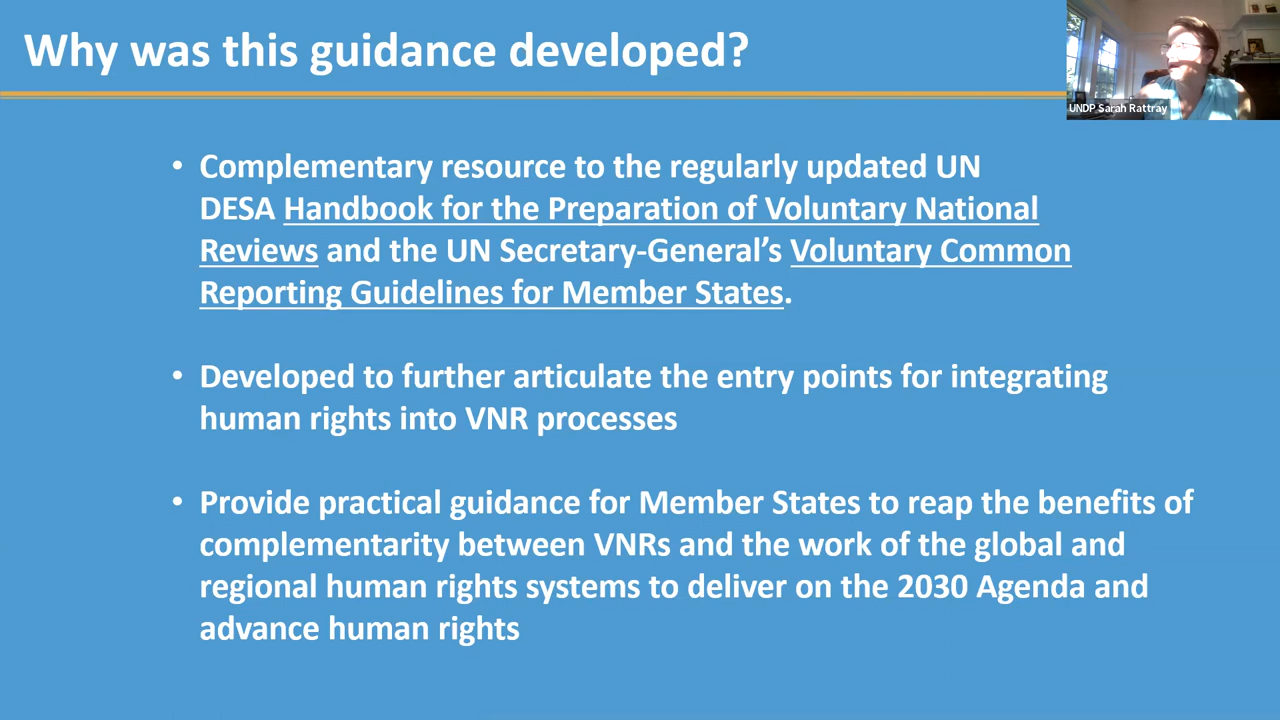 Why was this guidance developed?
UNDP Sarah Rattray
• Complementary resource to the regularly updated UN
DESA Handbook for the Preparation of Voluntary National
Reviews and the UN Secretary-General’s Voluntary Common
Reporting Guidelines for Member States.
• Developed to further articulate the entry points for integrating
human rights into VNR processes
• Provide practical guidance for Member States to reap the benefits of
complementarity between VNRs and the work of the global and
regional human rights systems to deliver on the 2030 Agenda and
advance human rights